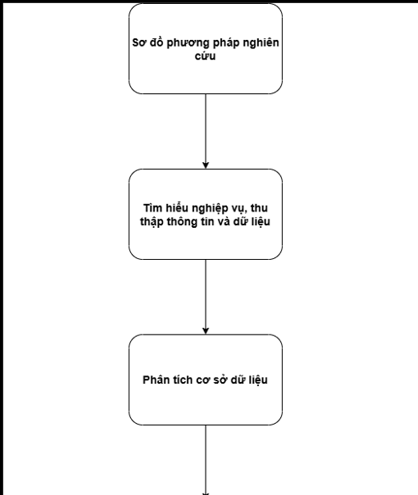 Sơ đồ phương pháp nghiên
cứu
Tìm hiểu nghiệp vụ, thu
thập thông tin và dữ liệu
Phân tích cơ sở dữ liệu